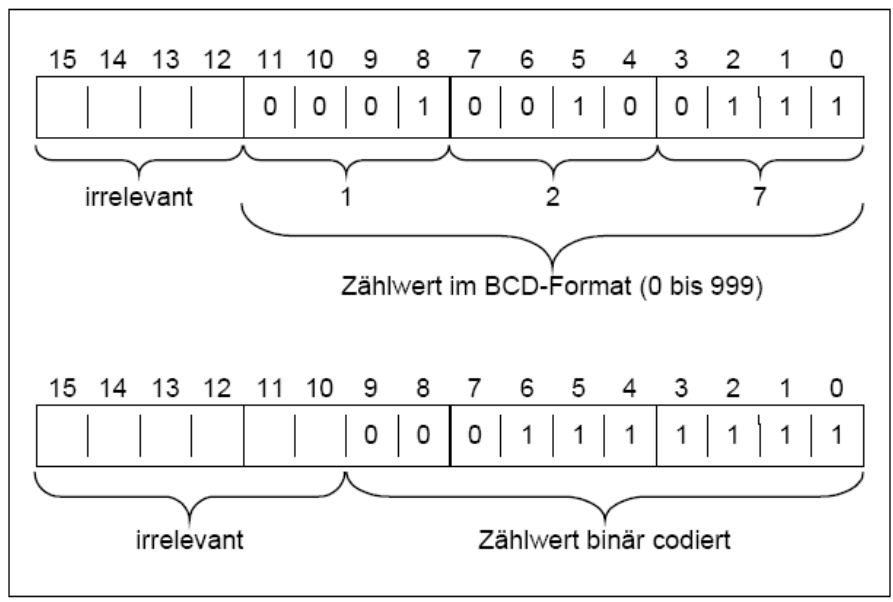 15 14 13 12 11 10 9 8 7 6 5 4 3 2 1 0
0 0 0 1 0 0 1 0 0 1 1 1
irrelevant 1 2 7
Zählwert im BCD-Format (0 bis 999)
15 14 13 12 11 10 9 8 7 6 5 4 3 2 1 0
0 0 0 1 1 1 1 1 1 1
irrelevant Zählwert binär codiert